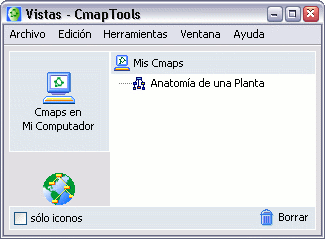 Vistas - CmapTools
Archivo Edición Herramientas Ventana Ayuda
Mis Cmaps
Anatomía de una Planta
Cmaps en
Mi Computador
sólo iconos
Borrar